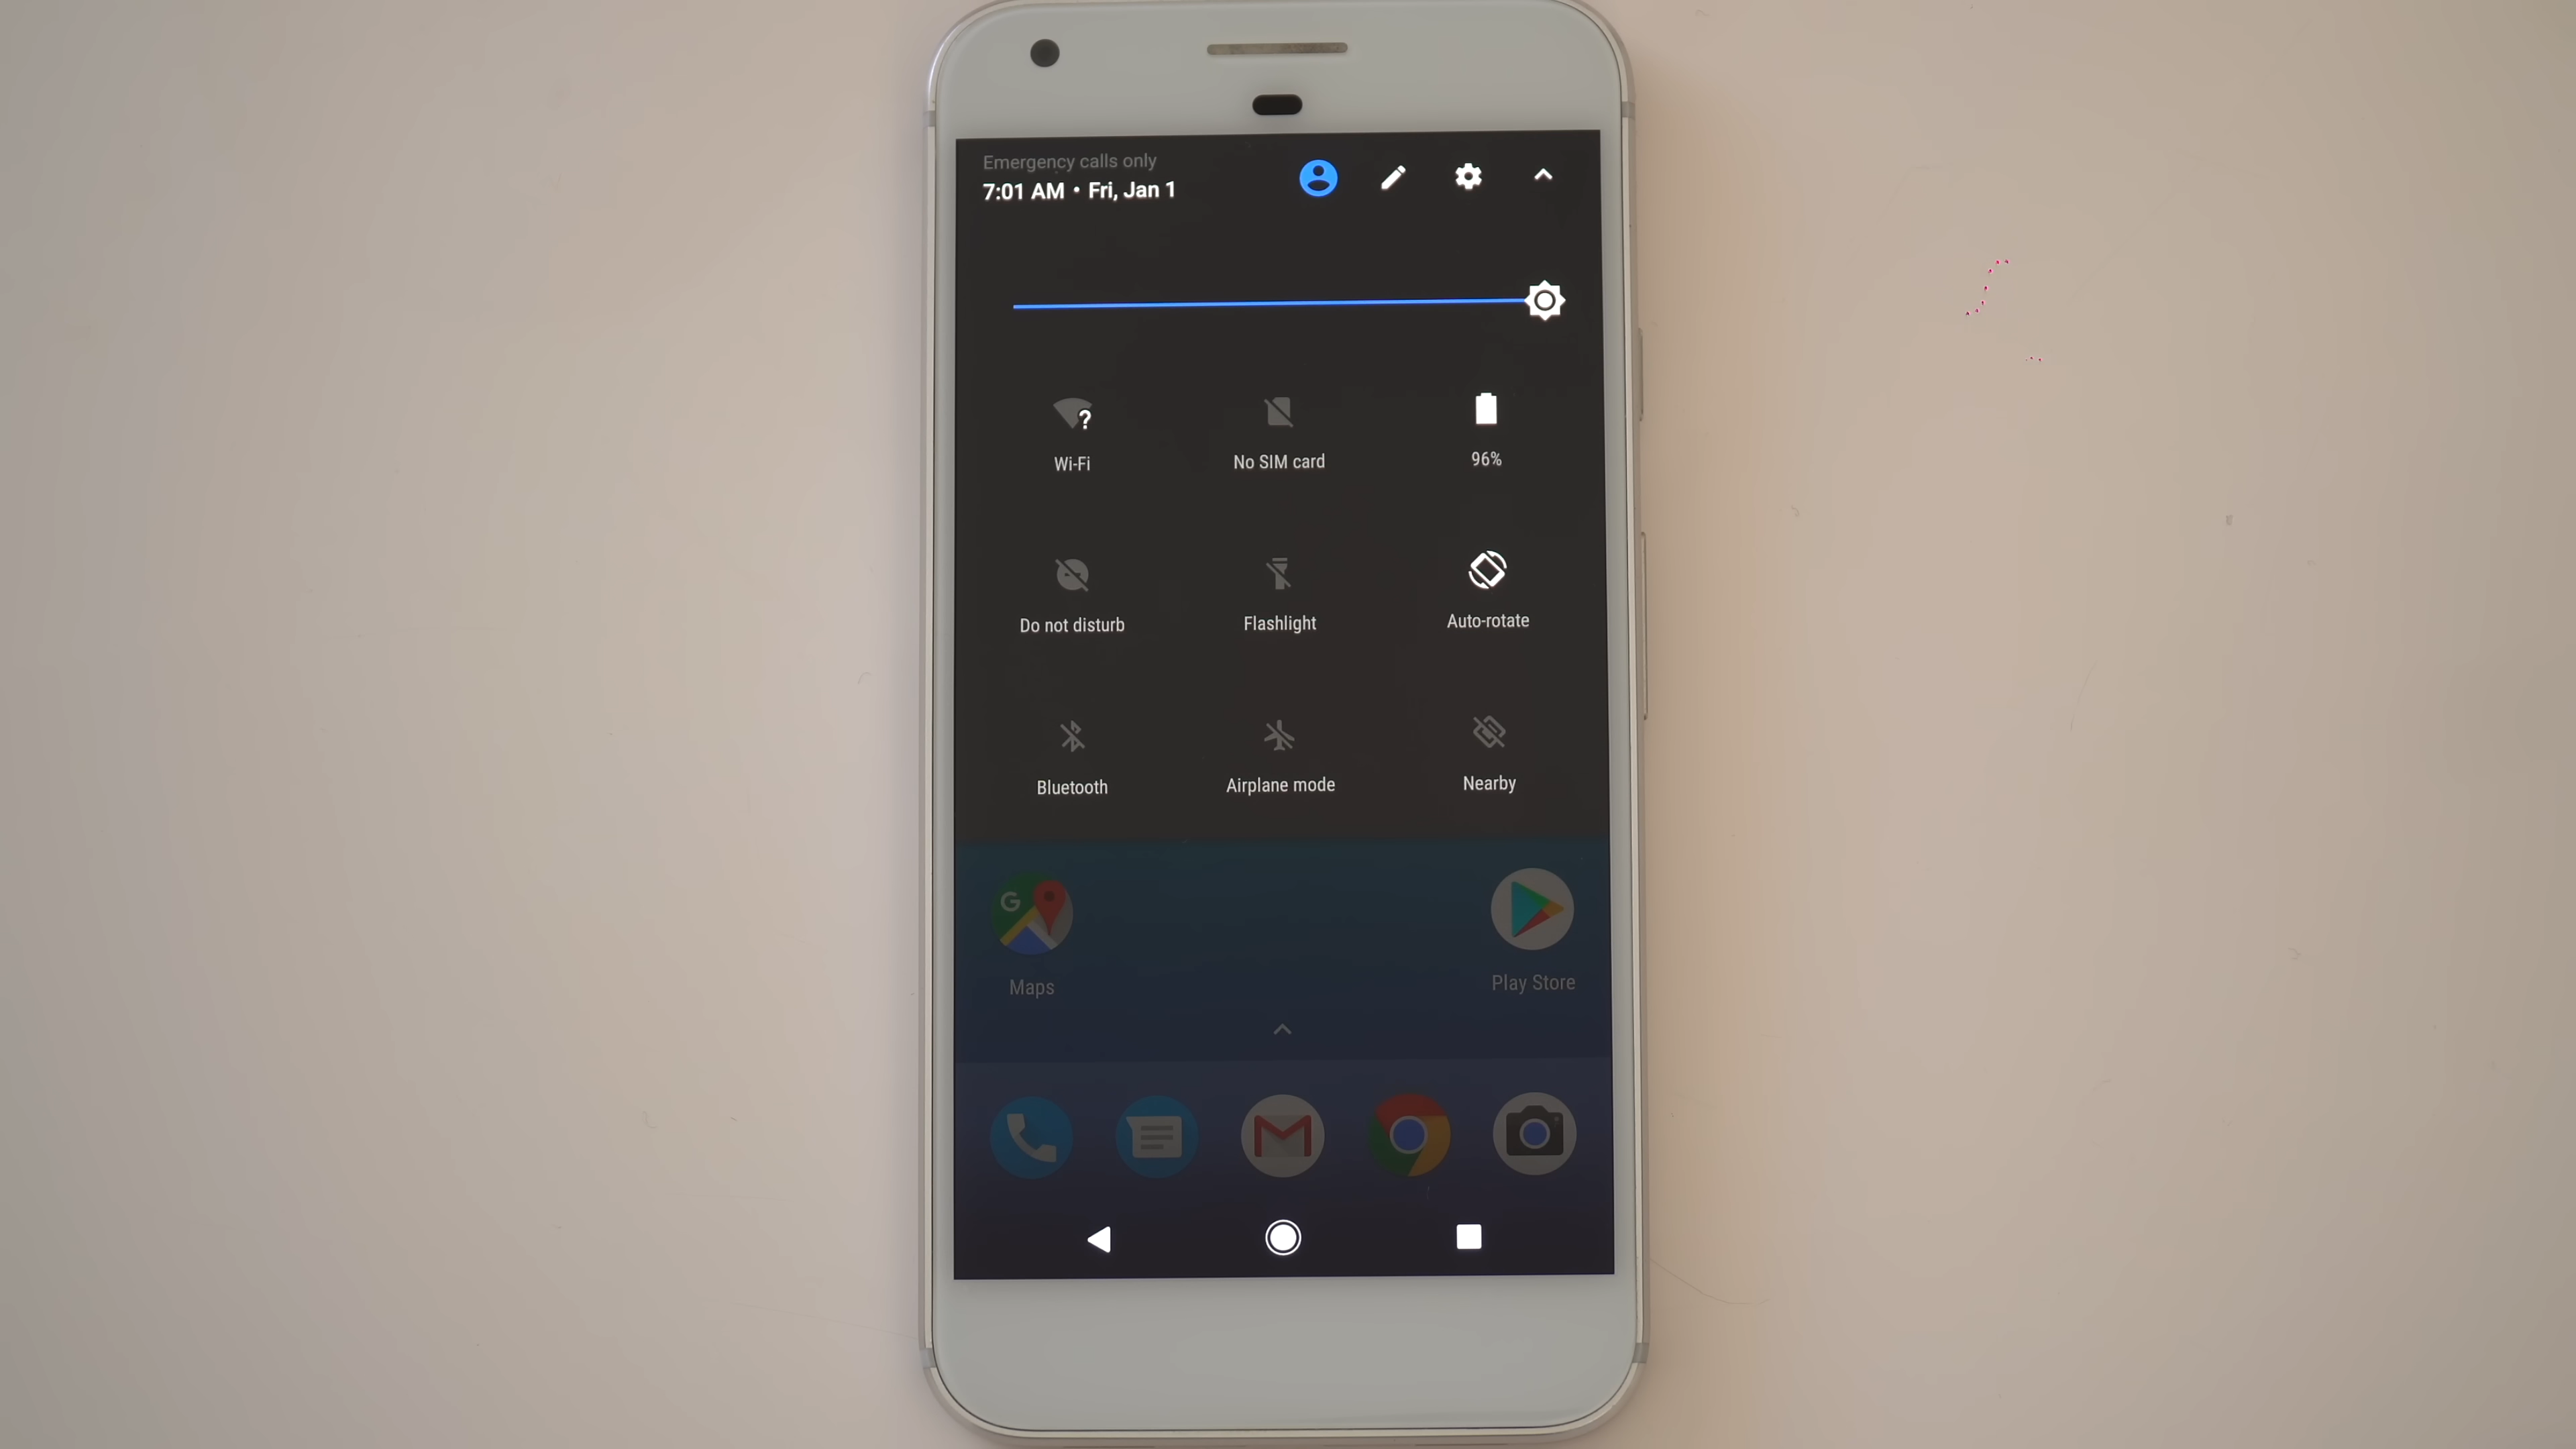 Emergency calls only
7:01 AM • Fri, Jan 1
?
Wi-Fi
No SIM card
96%
Do not disturb
Flashlight
Auto-rotate
Bluetooth
Airplane mode
Nearby
G
Maps
Play Store